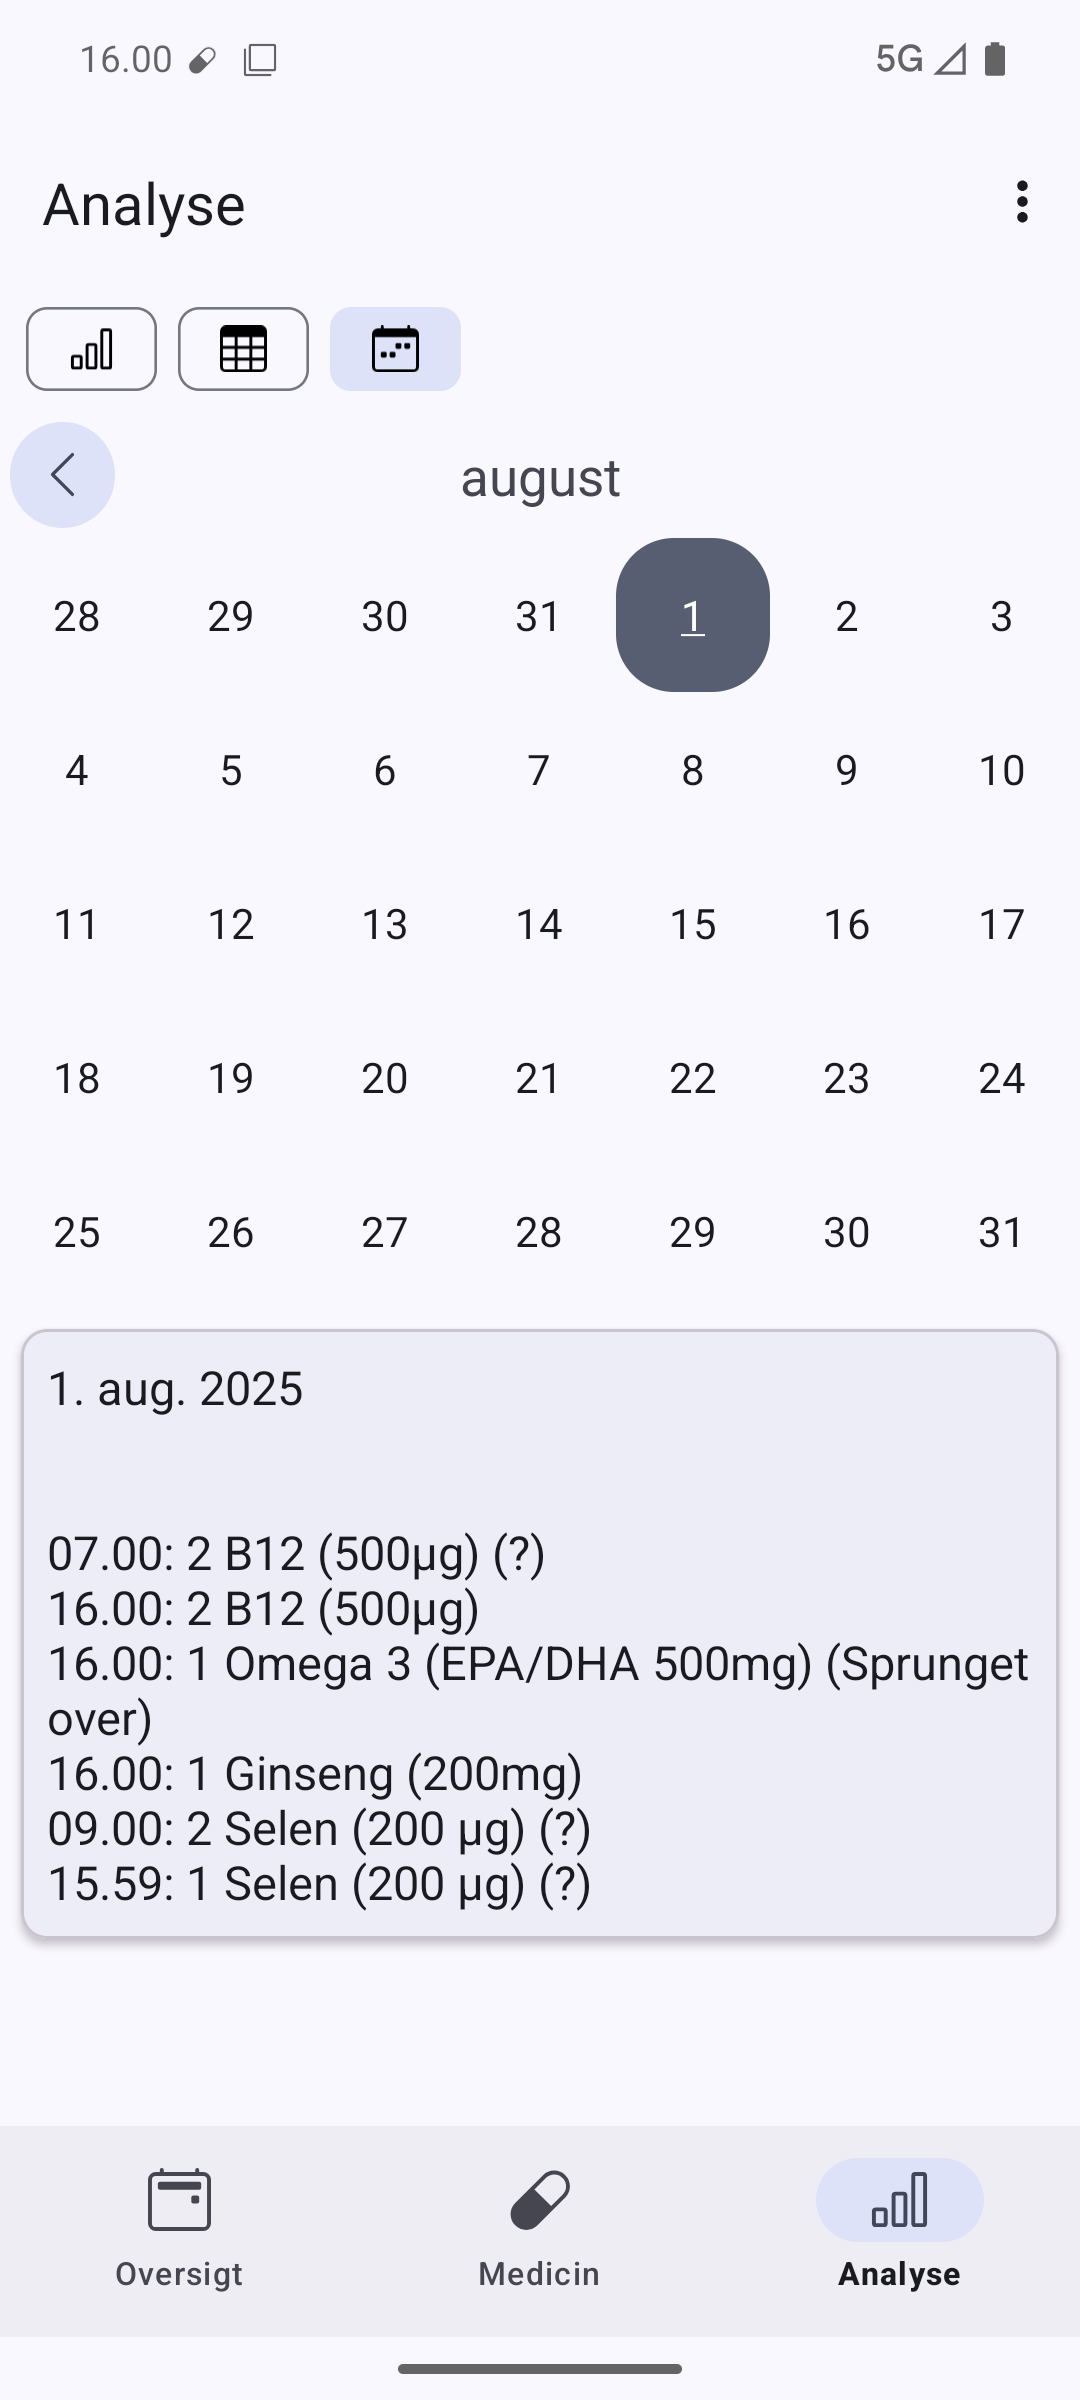 16.00
5G
Analyse
august
28 29 30 31 1 2 3
4 5 6 7 8 9 10
11 12 13 14 15 16 17
18 19 20 21 22 23 24
25 26 27 28 29 30 31
1. aug. 2025
07.00: 2 B12 (500µg) (?)
16.00: 2 B12 (500µg)
16.00: 1 Omega 3 (EPA/DHA 500mg) (Sprunget
over)
16.00: 1 Ginseng (200mg)
09.00: 2 Selen (200 µg) (?)
15.59: 1 Selen (200 µg) (?)
Oversigt
Medicin
Analyse